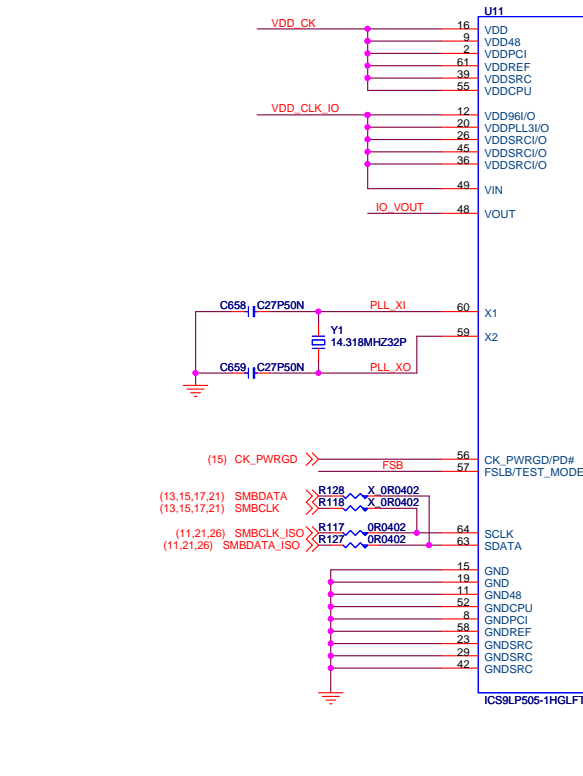 U11
VDD_CK 16 VDD
9 VDD48
2 VDDPCI
61 VDDREF
39 VDDSRC
55 VDDCPU
VDD_CLK_IO 12 VDD96I/O
20 VDDPLL3I/O
26 VDDSRCI/O
45 VDDSRCI/O
36 VDDSRCI/O
49 VIN
IO_VOUT 48 VOUT
C658 C27P50N PLL_XI 60 X1
Y1
14.318MHZ32P
59 X2
C659 C27P50N PLL_XO
(15) CK_PWRGD 56 CK_PWRGD/PD#
FSB 57 FSLB/TEST_MODE
(13,15,17,21) SMBDATA R128 X_0R0402
(13,15,17,21) SMBCLK R118 X_0R0402
(11,21,26) SMBCLK_ISO R117 0R0402 64 SCLK
(11,21,26) SMBDATA_ISO R127 0R0402 63 SDATA
15 GND
19 GND
11 GND48
52 GNDCPU
8 GNDPCI
58 GNDREF
23 GNDSRC
29 GNDSRC
42 GNDSRC
ICS9LP505-1HGLFT